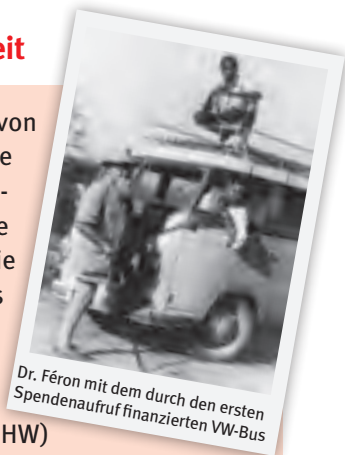 eit
von
e
-
e
ie
s
Dr. Féron mit dem durch den ersten
Spendenaufruf finanzierten VW-Bus
HW)